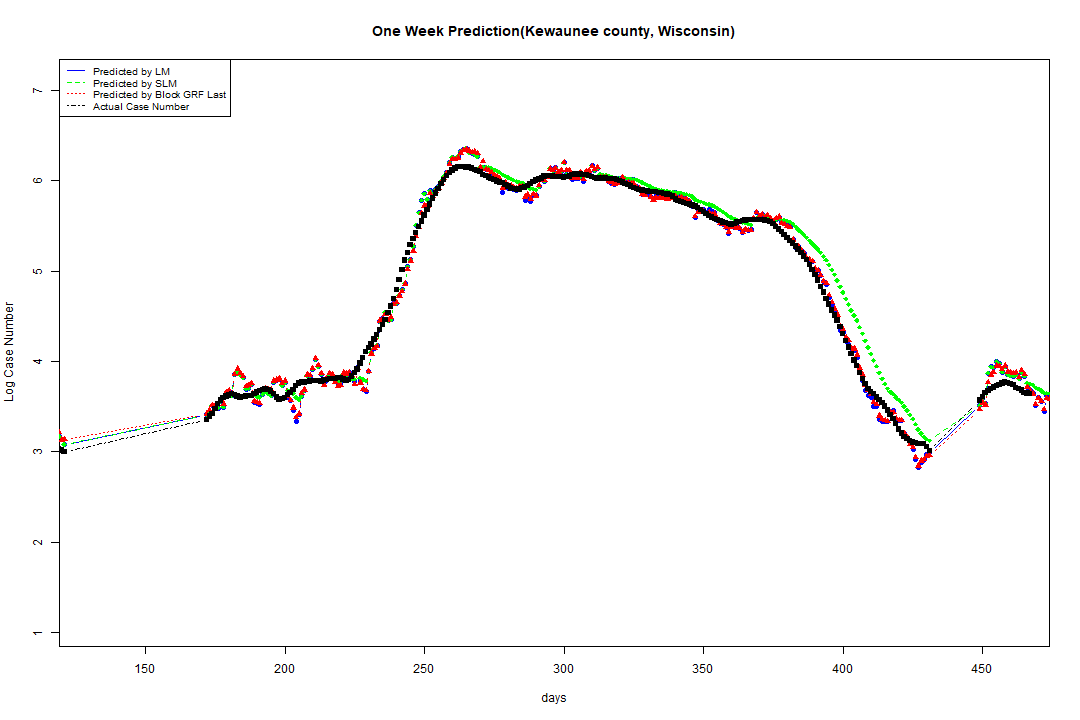 One Week Prediction(Kewaunee county, Wisconsin)
Predicted by LM
Predicted by SLM
Predicted by Block GRF Last
Actual Case Number
Log Case Number
7
6
5
4
3
2
1
150 200 250 300 350 400 450
days